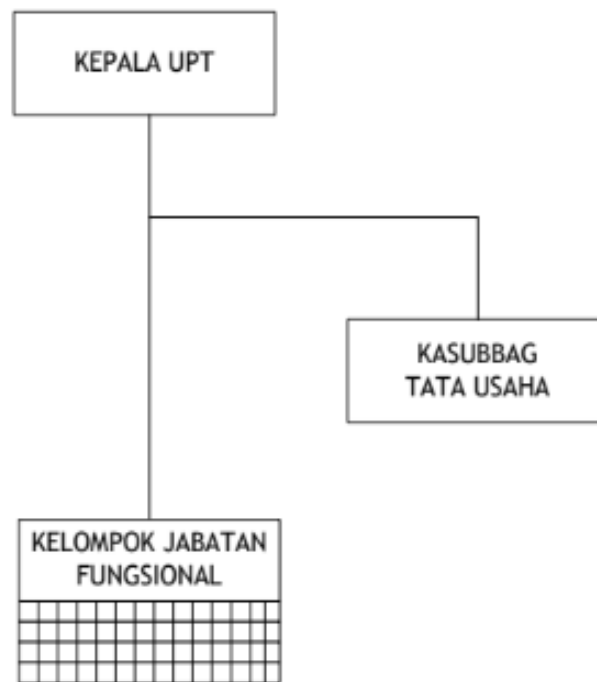 KEPALA UPT
KASUBBAG
TATA USAHA
KELOMPOK JABATAN
FUNGSIONAL